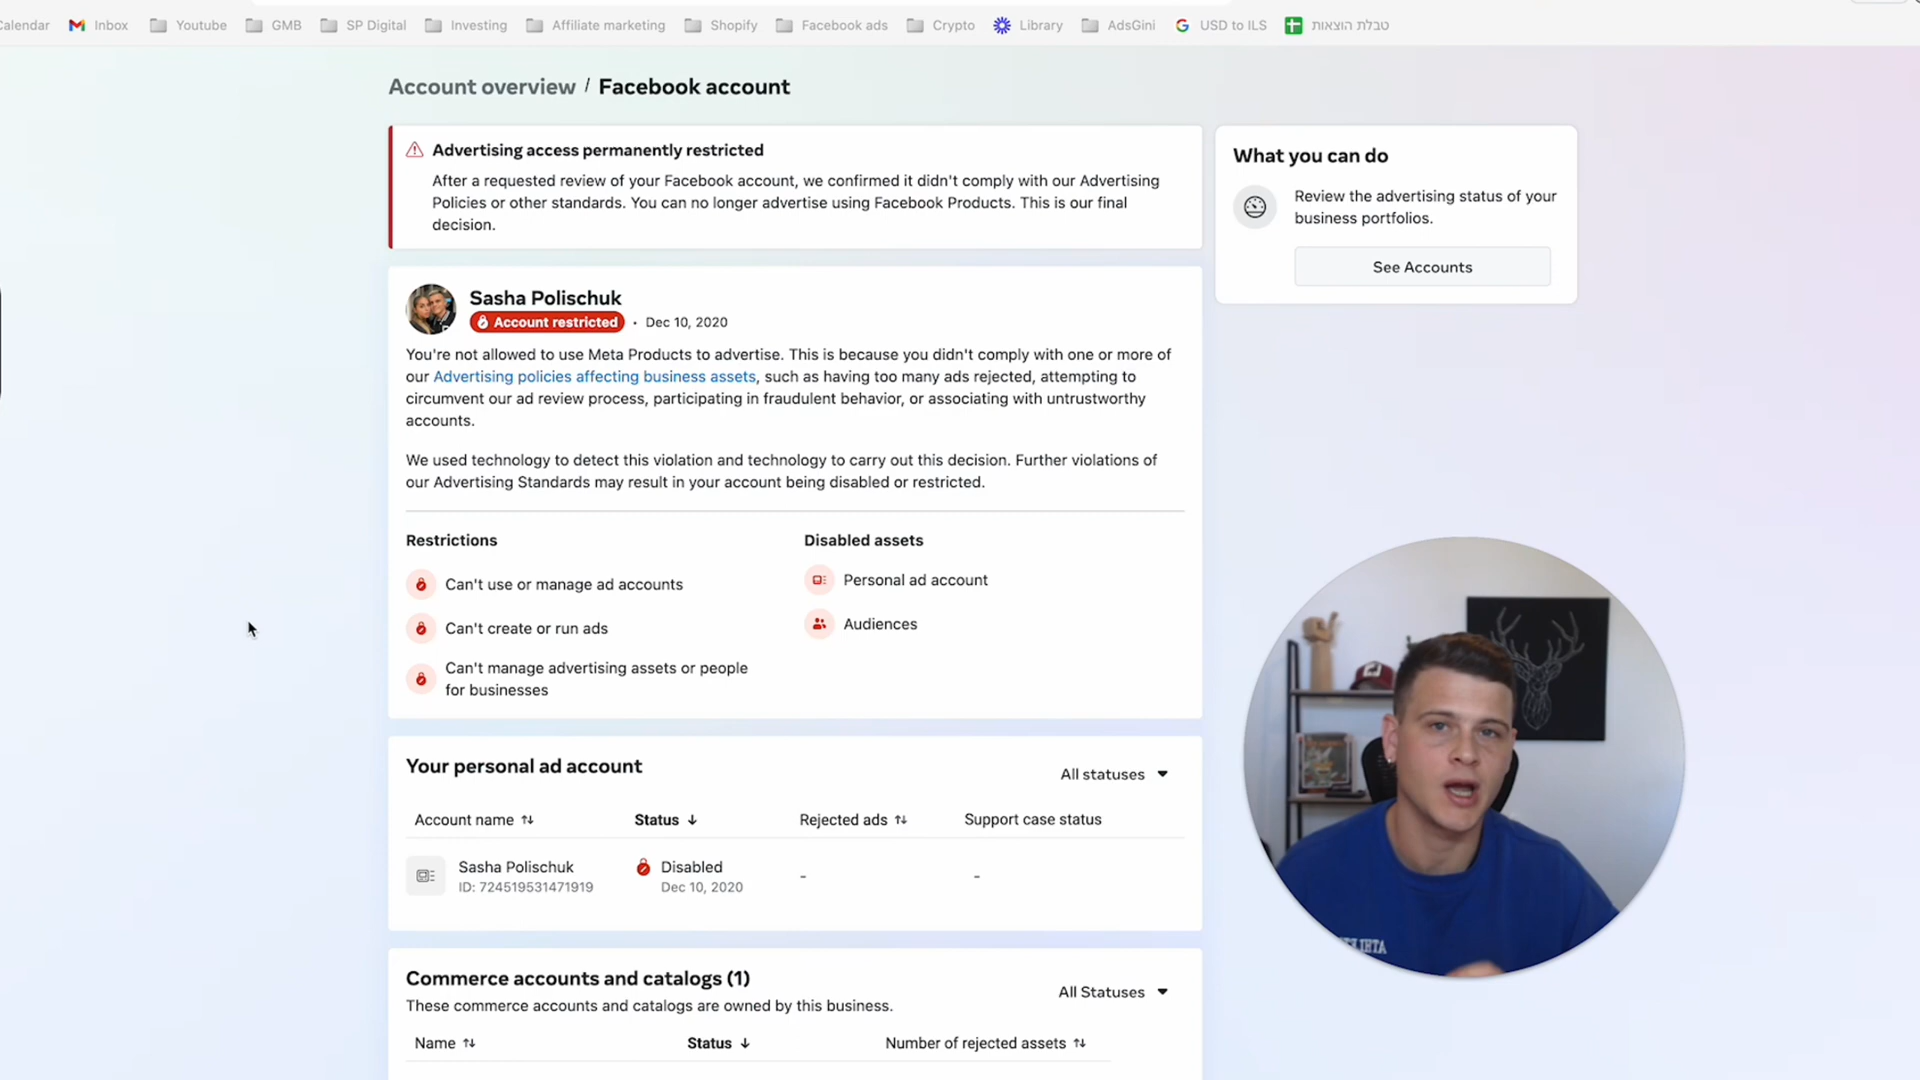 Calendar Inbox Youtube GMB SP Digital Investing Affiliate marketing Shopify Facebook ads Crypto Library AdsGini USD to ILS טבלת הוצאות
Account overview / Facebook account
Advertising access permanently restricted
After a requested review of your Facebook account, we confirmed it didn't comply with our Advertising
Policies or other standards. You can no longer advertise using Facebook Products. This is our final
decision.
What you can do
Review the advertising status of your
business portfolios.
See Accounts
Sasha Polischuk
Account restricted · Dec 10, 2020
You're not allowed to use Meta Products to advertise. This is because you didn't comply with one or more of
our Advertising policies affecting business assets, such as having too many ads rejected, attempting to
circumvent our ad review process, participating in fraudulent behavior, or associating with untrustworthy
accounts.
We used technology to detect this violation and technology to carry out this decision. Further violations of
our Advertising Standards may result in your account being disabled or restricted.
Restrictions
Can't use or manage ad accounts
Can't create or run ads
Can't manage advertising assets or people
for businesses
Disabled assets
Personal ad account
Audiences
Your personal ad account
All statuses
Account name Status Rejected ads Support case status
Sasha Polischuk Disabled - -
ID: 724519531471919 Dec 10, 2020
Commerce accounts and catalogs (1)
All Statuses
These commerce accounts and catalogs are owned by this business.
Name Status Number of rejected assets